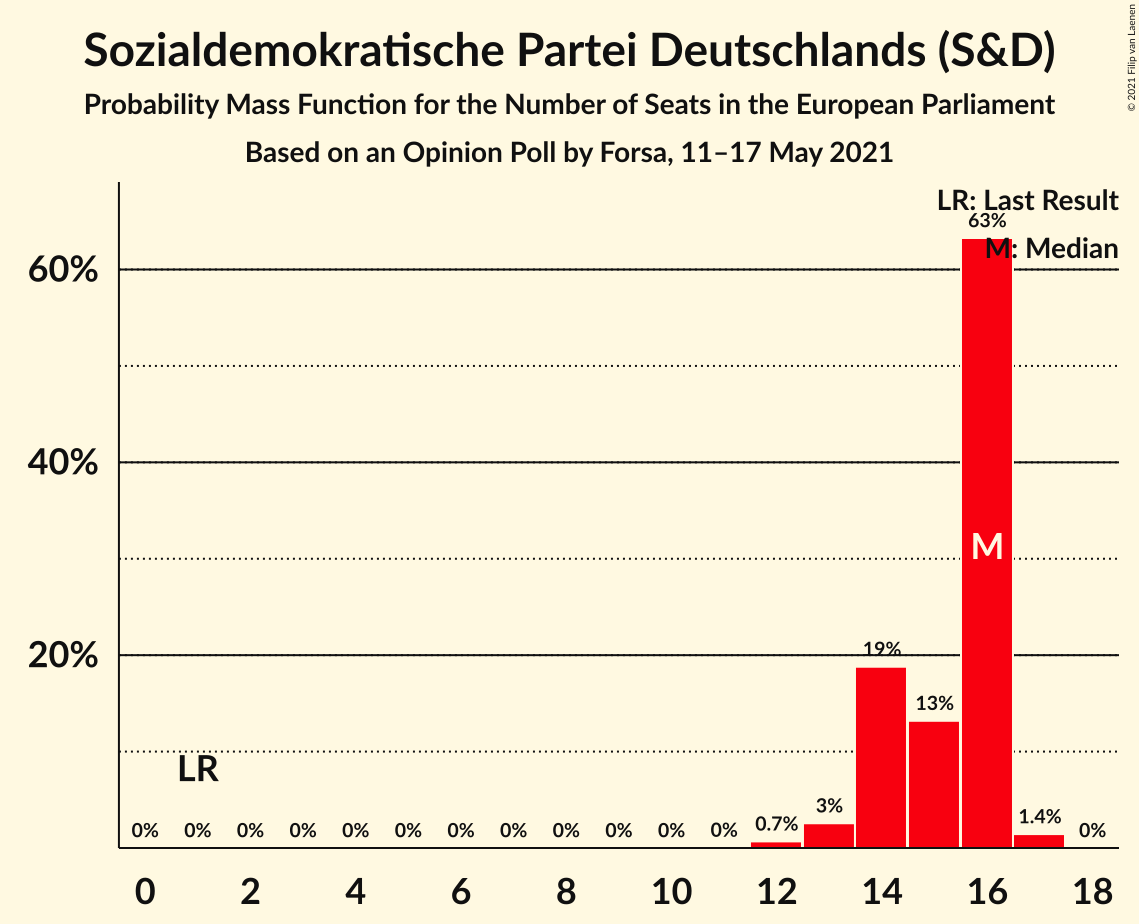 Sozialdemokratische Partei Deutschlands (S&D)
Probability Mass Function for the Number of Seats in the European Parliament
Based on an Opinion Poll by Forsa, 11–17 May 2021
© 2021 Filip van Laenen
LR: Last Result
63%
M: Median
60%
40%
M
20%
19%
13%
LR
0% 0% 0% 0% 0% 0% 0% 0% 0% 0% 0% 0% 0.7% 3% 1.4% 0%
0 2 4 6 8 10 12 14 16 18